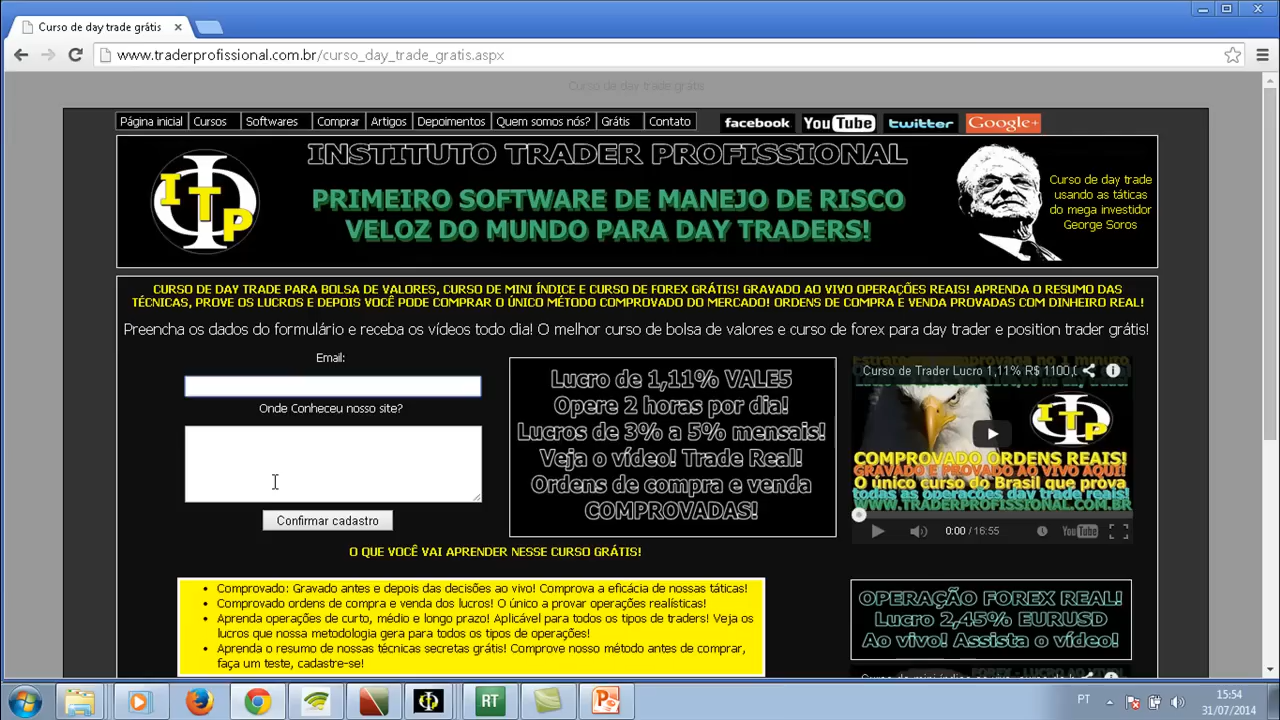 Curso de day trade grátis
www.traderprofissional.com.br/curso_day_trade_gratis.aspx
Curso de day trade gratis
Página inicial Cursos Softwares Comprar Artigos Depoimentos Quem somos nós? Grátis Contato facebook YouTube twitter Google+
INSTITUTO TRADER PROFISSIONAL
PRIMEIRO SOFTWARE DE MANEJO DE RISCO
VELOZ DO MUNDO PARA DAY TRADERS!
ITP
Curso de day trade
usando as táticas
do mega investidor
George Soros
CURSO DE DAY TRADE PARA BOLSA DE VALORES, CURSO DE MINI ÍNDICE E CURSO DE FOREX GRÁTIS! GRAVADO AO VIVO OPERAÇÕES REAIS! APRENDA O RESUMO DAS
TÉCNICAS, PROVE OS LUCROS E DEPOIS VOCÊ PODE COMPRAR O ÚNICO MÉTODO COMPROVADO DO MERCADO! ORDENS DE COMPRA E VENDA PROVADAS COM DINHEIRO REAL!
Preencha os dados do formulário e receba os vídeos todo dia! O melhor curso de bolsa de valores e curso de forex para day trader e position trader grátis!
Email:
Onde Conheceu nosso site?
Confirmar cadastro
Lucro de 1,11% VALE5
Opere 2 horas por dia!
Lucros de 3% a 5% mensais!
Veja o vídeo! Trade Real!
Ordens de compra e venda
COMPROVADAS!
Estratégia comprovada no 1 minuto
Curso de Trader Lucro 1,11% R$ 1100,0
ITP
COMPROVADO ORDENS REAIS!
GRAVADO E PROVADO AO VIVO AQUI!
O único curso do Brasil que prova
todas as operações day trade reais!
WWW.TRADERPROFISSIONAL.COM.BR
0:00 / 16:55 YouTube
O QUE VOCÊ VAI APRENDER NESSE CURSO GRÁTIS!
• Comprovado: Gravado antes e depois das decisões ao vivo! Comprova a eficácia de nossas táticas!
• Comprovado ordens de compra e venda dos lucros! O único a provar operações realísticas!
• Aprenda operações de curto, médio e longo prazo! Aplicável para todos os tipos de traders! Veja os
lucros que nossa metodologia gera para todos os tipos de operações!
• Aprenda o resumo de nossas técnicas secretas grátis! Comprove nosso método antes de comprar,
faça um teste, cadastre-se!
OPERAÇÃO FOREX REAL!
Lucro 2,45% EURUSD
Ao vivo! Assista o vídeo!
RT
PT
15:54
31/07/2014